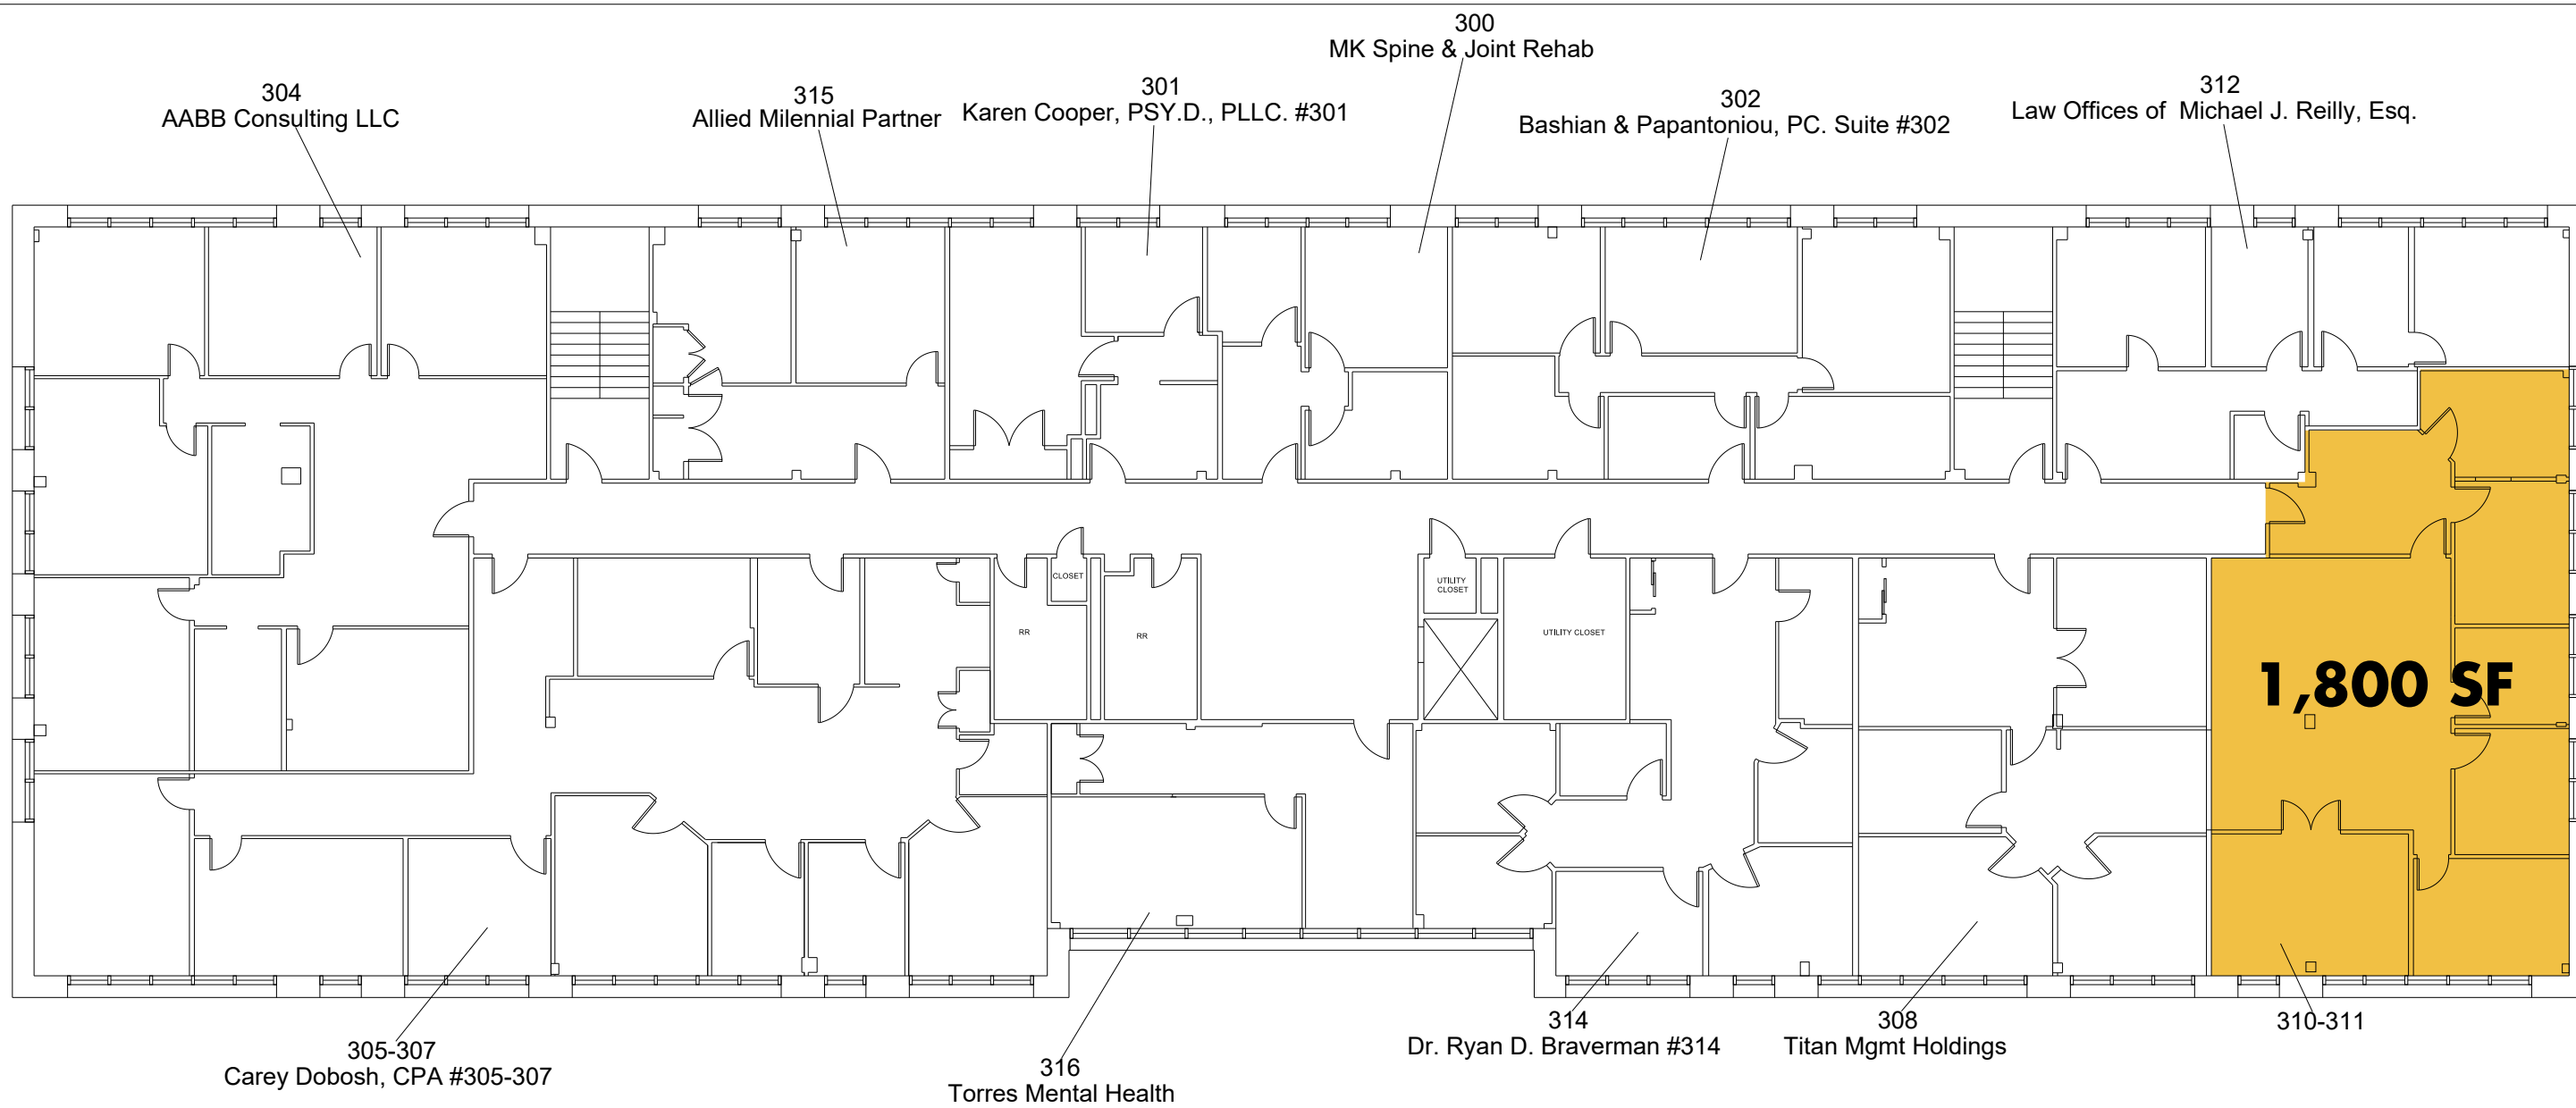 300
MK Spine & Joint Rehab
304
AABB Consulting LLC
315
Allied Milennial Partner
301
Karen Cooper, PSY.D., PLLC. #301
302
Bashian & Papantoniou, PC. Suite #302
312
Law Offices of  Michael J. Reilly, Esq.
CLOSET
RR
RR
UTILITY
CLOSET
UTILITY CLOSET
1,800 SF
305-307
Carey Dobosh, CPA #305-307
316
Torres Mental Health
314
Dr. Ryan D. Braverman #314
308
Titan Mgmt Holdings
310-311